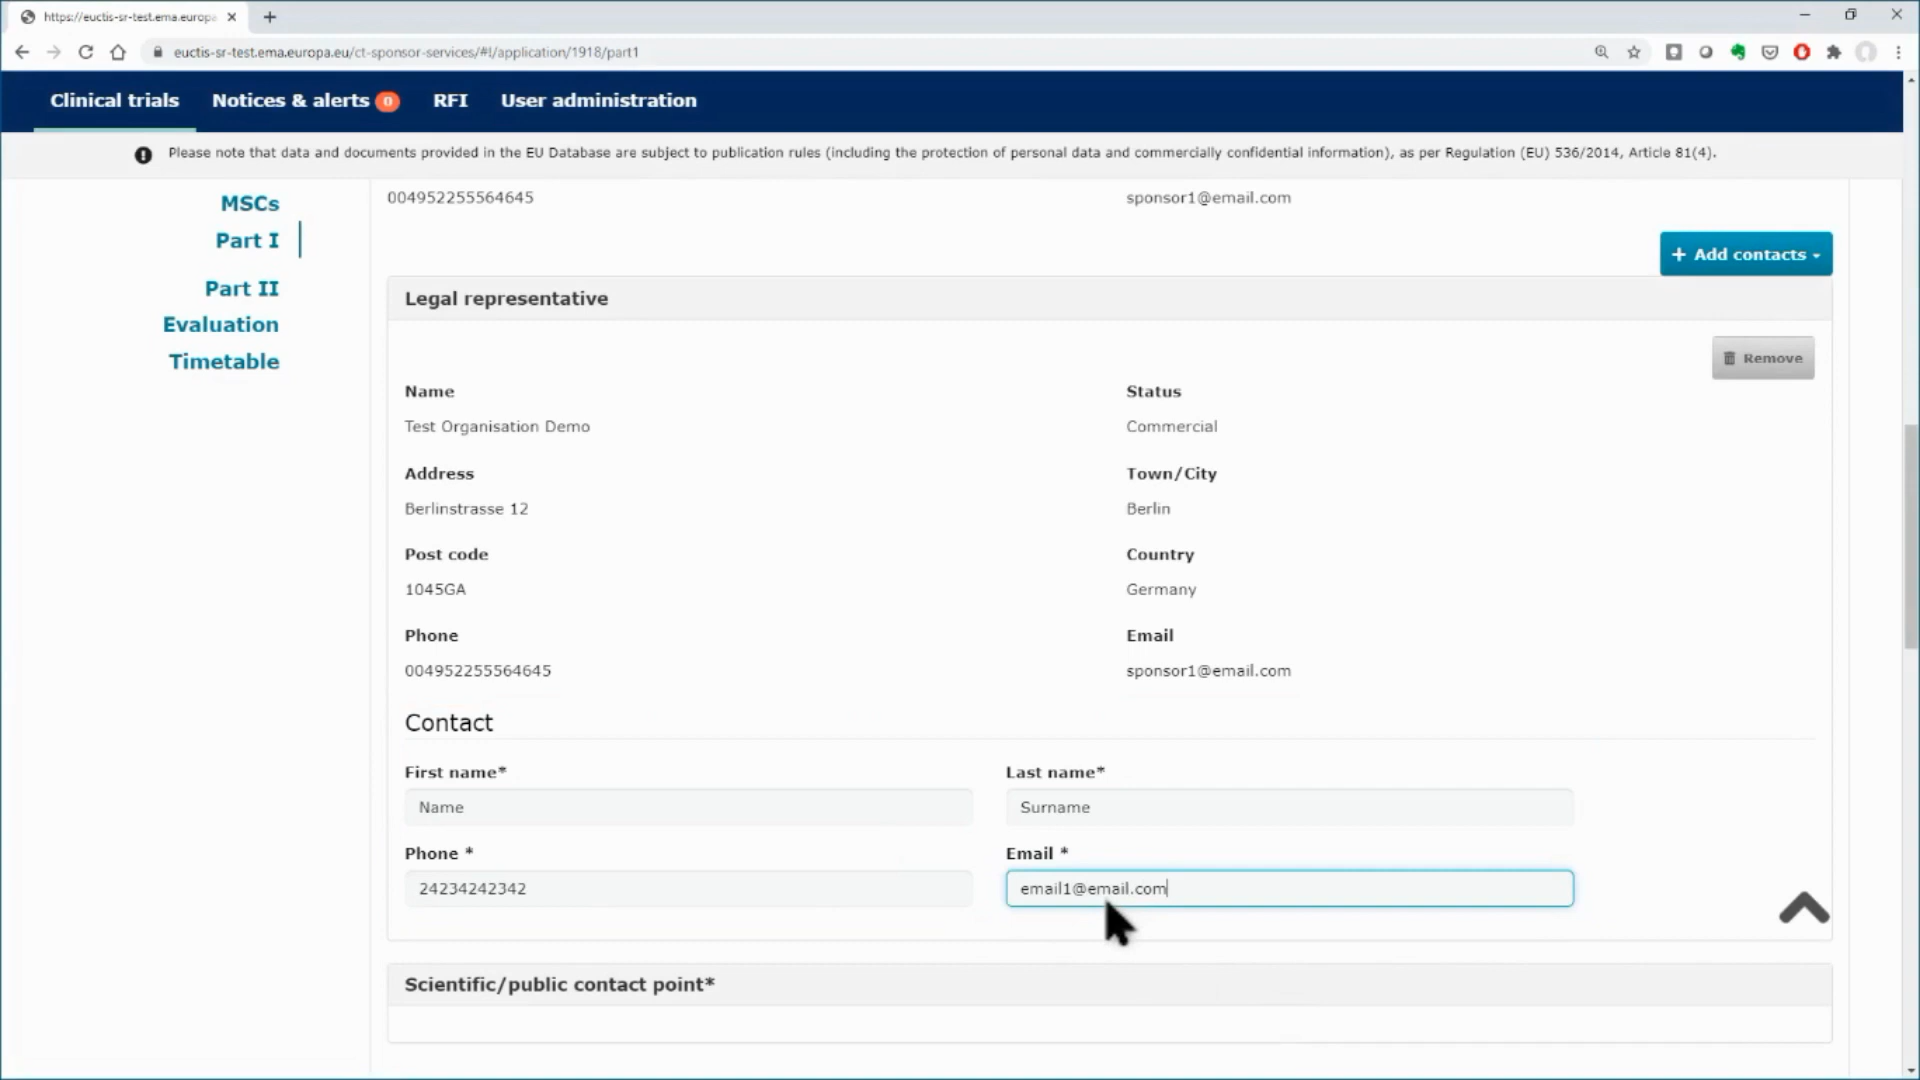 https://euctis-sr-test.ema.europa
euctis-sr-test.ema.europa.eu/ct-sponsor-services/#!/application/1918/part1
Clinical trials Notices & alerts 0 RFI User administration
Please note that data and documents provided in the EU Database are subject to publication rules (including the protection of personal data and commercially confidential information), as per Regulation (EU) 536/2014, Article 81(4).
MSCs
Part I
Part II
Evaluation
Timetable
004952255564645 sponsor1@email.com
+ Add contacts
Legal representative
Remove
Name Status
Test Organisation Demo Commercial
Address Town/City
Berlinstrasse 12 Berlin
Post code Country
1045GA Germany
Phone Email
004952255564645 sponsor1@email.com
Contact
First name* Last name*
Name Surname
Phone * Email *
24234242342 email1@email.com
Scientific/public contact point*